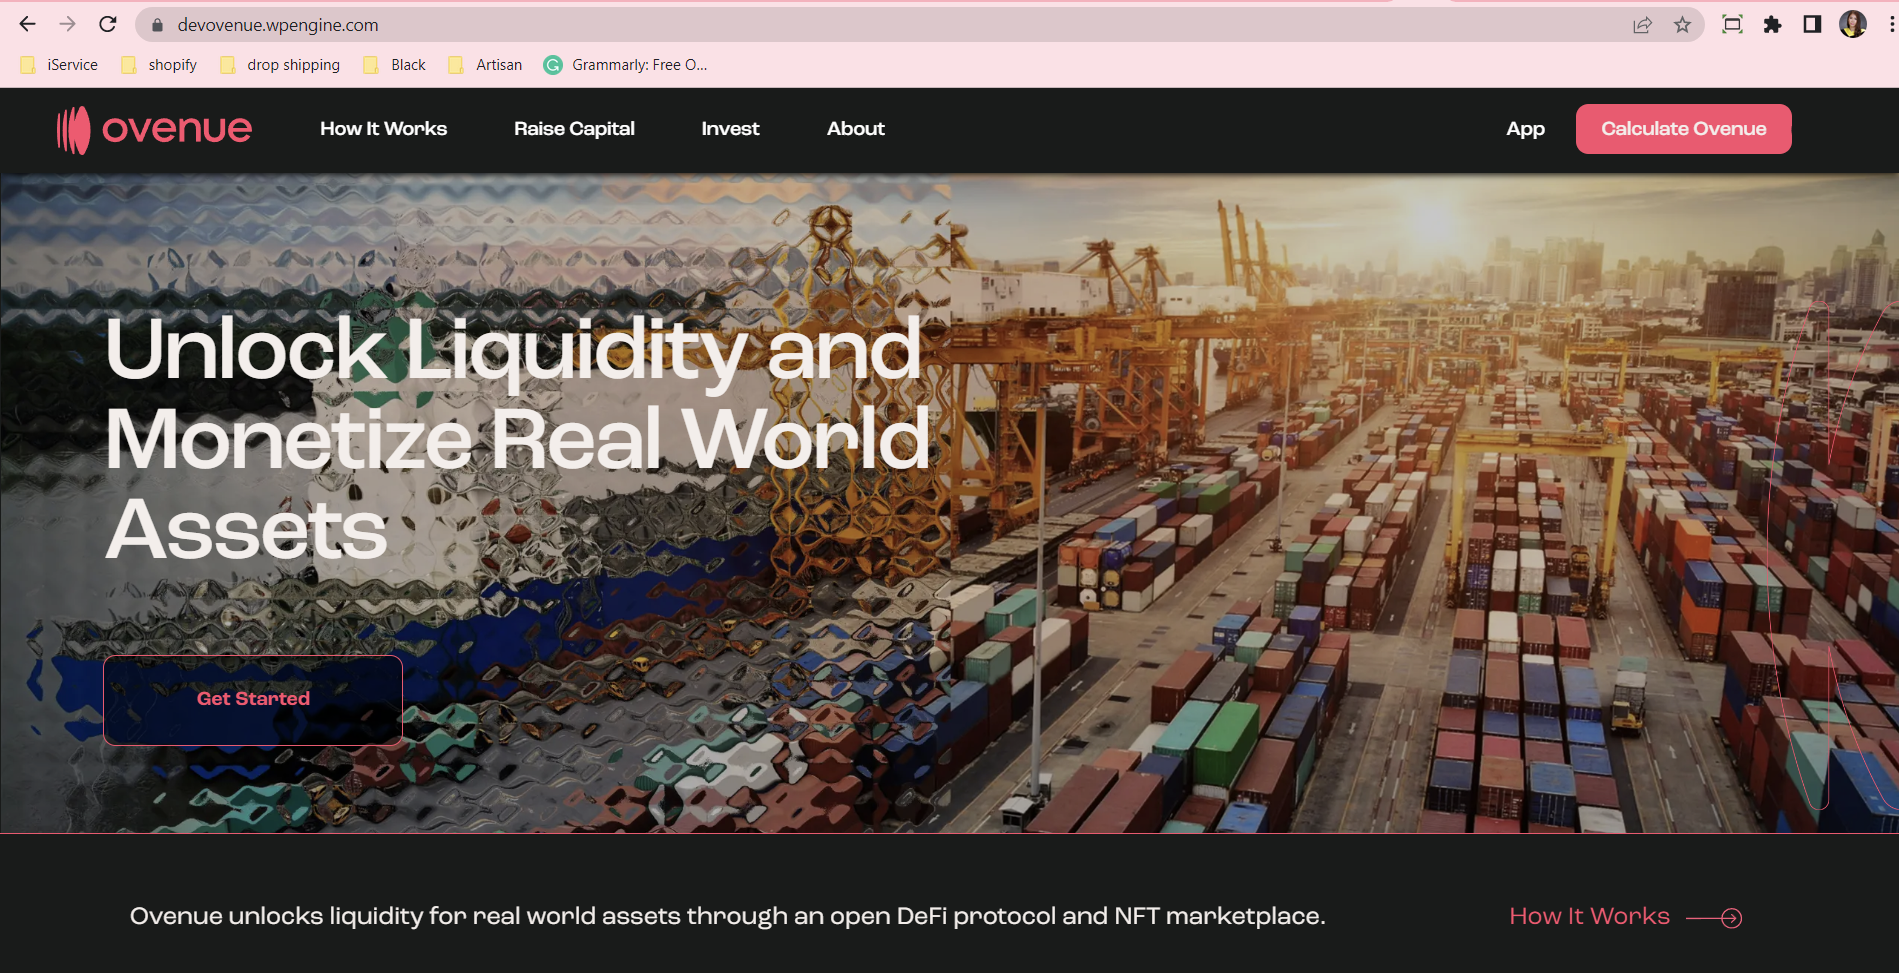 devovenue.wpengine.com
iService shopify drop shipping Black Artisan Grammarly: Free O...
ovenue How It Works Raise Capital Invest About App Calculate Ovenue
Unlock Liquidity and
Monetize Real World
Assets
Get Started
Ovenue unlocks liquidity for real world assets through an open DeFi protocol and NFT marketplace. How It Works